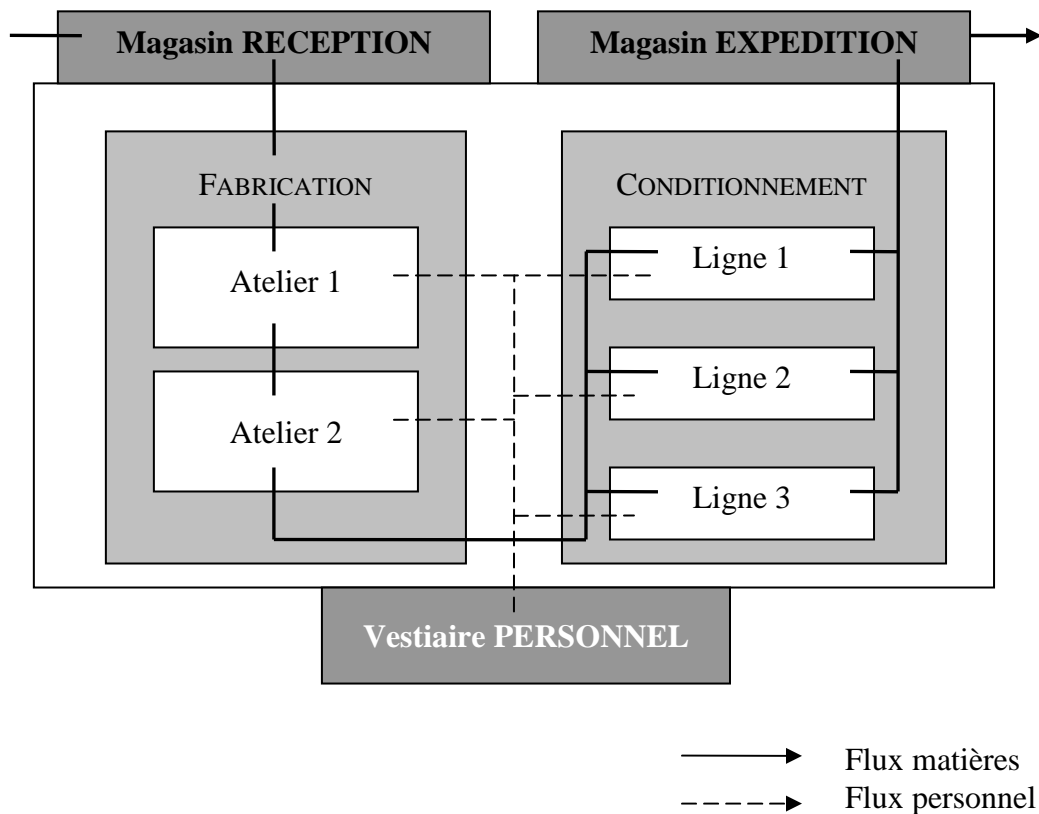 Magasin RECEPTION
Magasin EXPEDITION
FABRICATION
CONDITIONNEMENT
Atelier 1
Ligne 1
Atelier 2
Ligne 2
Ligne 3
Vestiaire PERSONNEL
Flux matières
Flux personnel